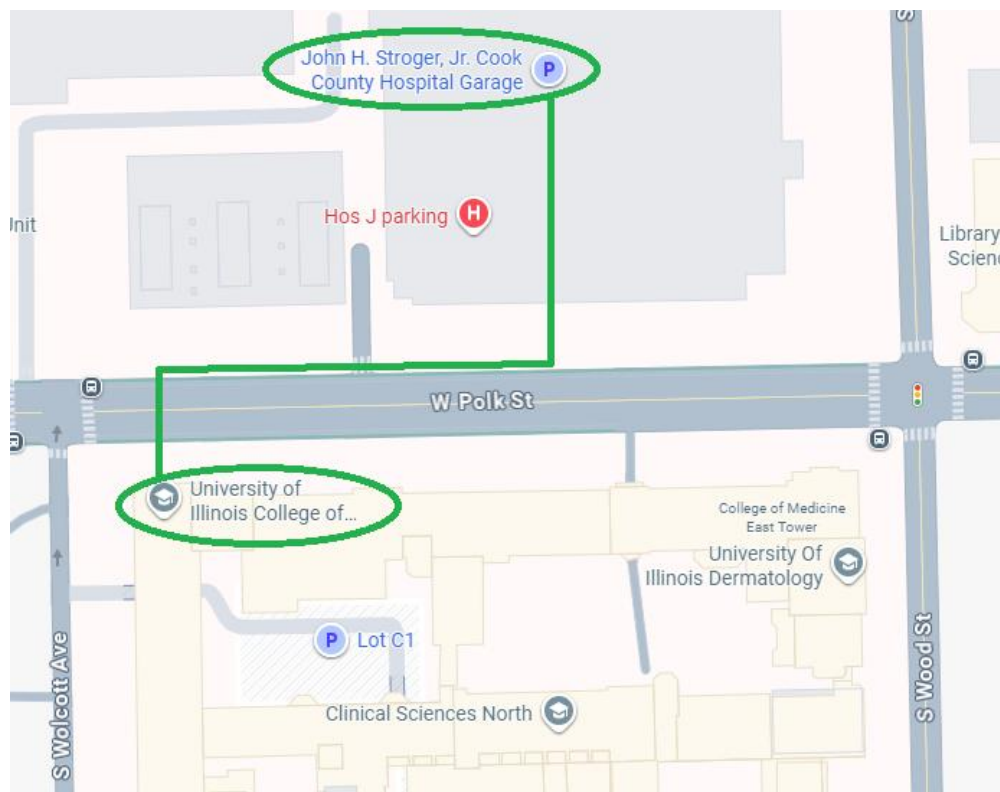 S
John H. Stroger, Jr. Cook
County Hospital Garage
P
Hos J parking
H
Unit
Library
Scien
W Polk St
University of
Illinois College of...
College of Medicine
East Tower
University Of
Illinois Dermatology
P
Lot C1
S Wolcott Ave
S Wood St
Clinical Sciences North